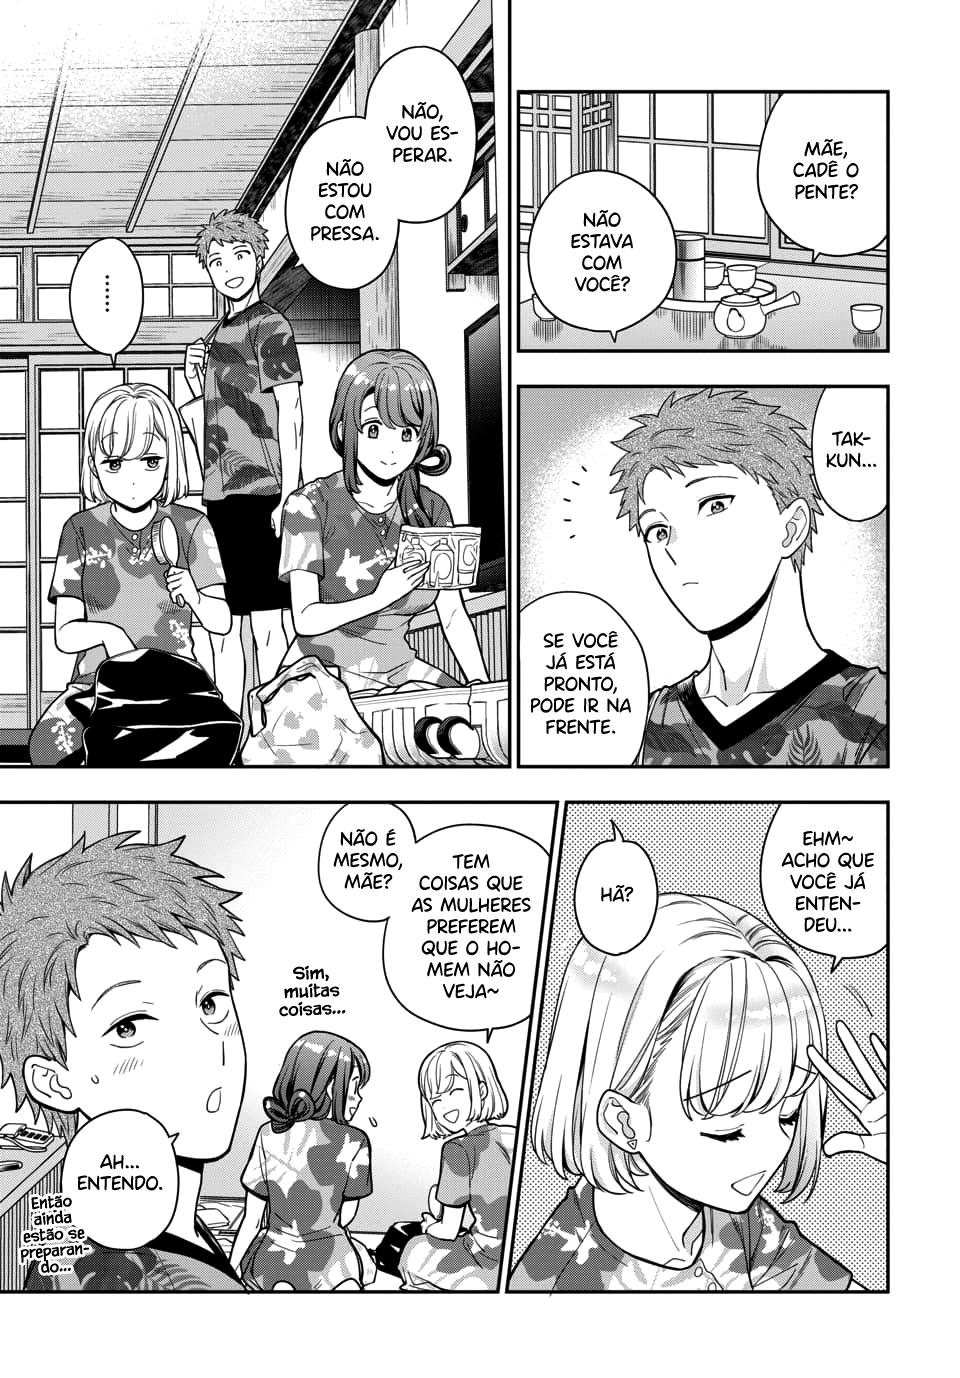 MÃE,
CADÊ O
PENTE?
NÃO
ESTAVA
COM
VOCÊ?
TAK-
KUN...
SE VOCÊ
JÁ ESTÁ
PRONTO,
PODE IR NA
FRENTE.
NÃO,
VOU ES-
PERAR.
NÃO
ESTOU
COM
PRESSA.
......
EHM~
ACHO QUE
VOCÊ JÁ
ENTEN-
DEU...
HÃ?
TEM
COISAS QUE
AS MULHERES
PREFEREM
QUE O HO-
MEM NÃO
VEJA~
NÃO É
MESMO,
MÃE?
Sim,
muitas
coisas...
AH...
ENTENDO.
Então
ainda
estão se
preparan-
do...